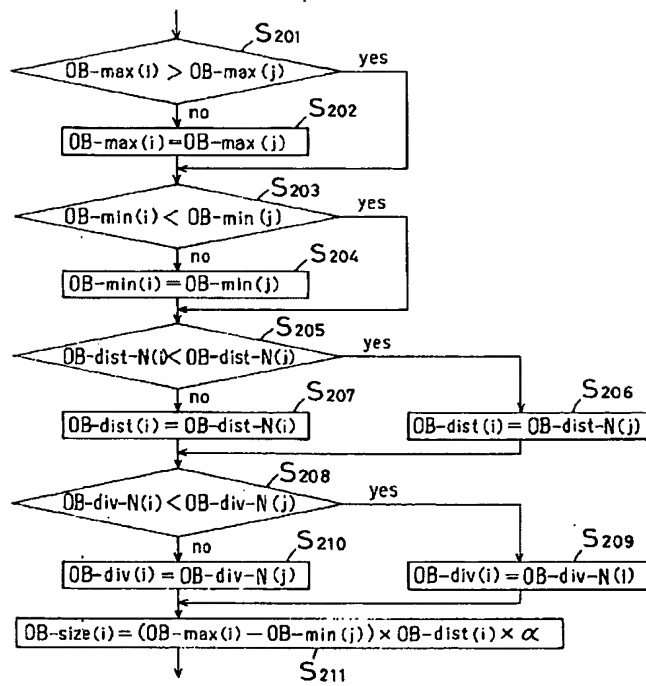 S201
OB-max(i) > OB-max(j)
yes
no
S202
OB-max(i)=OB-max(j)
S203
OB-min(i)<OB-min(j)
yes
no
S204
OB-min(i)=OB-min(j)
S205
OB-dist-N(i)<OB-dist-N(j)
yes
no
S207
OB-dist(i)=OB-dist-N(i)
S206
OB-dist(i)=OB-dist-N(j)
S208
OB-div-N(i)<OB-div-N(j)
yes
no
S210
OB-div(i)=OB-div-N(j)
S209
OB-div(i)=OB-div-N(i)
OB-size(i)=(OB-max(i)-OB-min(j))×OB-dist(i)×α
S211